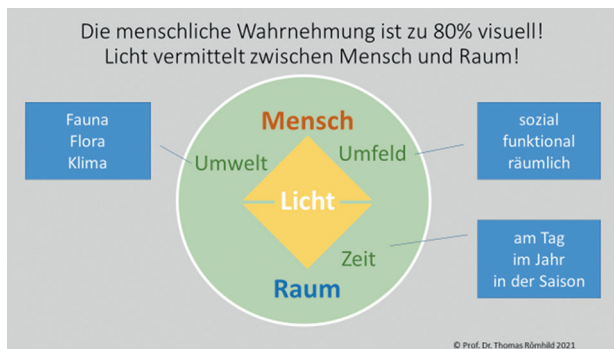 Die menschliche Wahrnehmung ist zu 80% visuell!
Licht vermittelt zwischen Mensch und Raum!
Fauna
Flora
Klima
Mensch
Umwelt
Umfeld
Licht
Zeit
Raum
sozial
funktional
räumlich
am Tag
im Jahr
in der Saison
© Prof. Dr. Thomas Römhild 2021